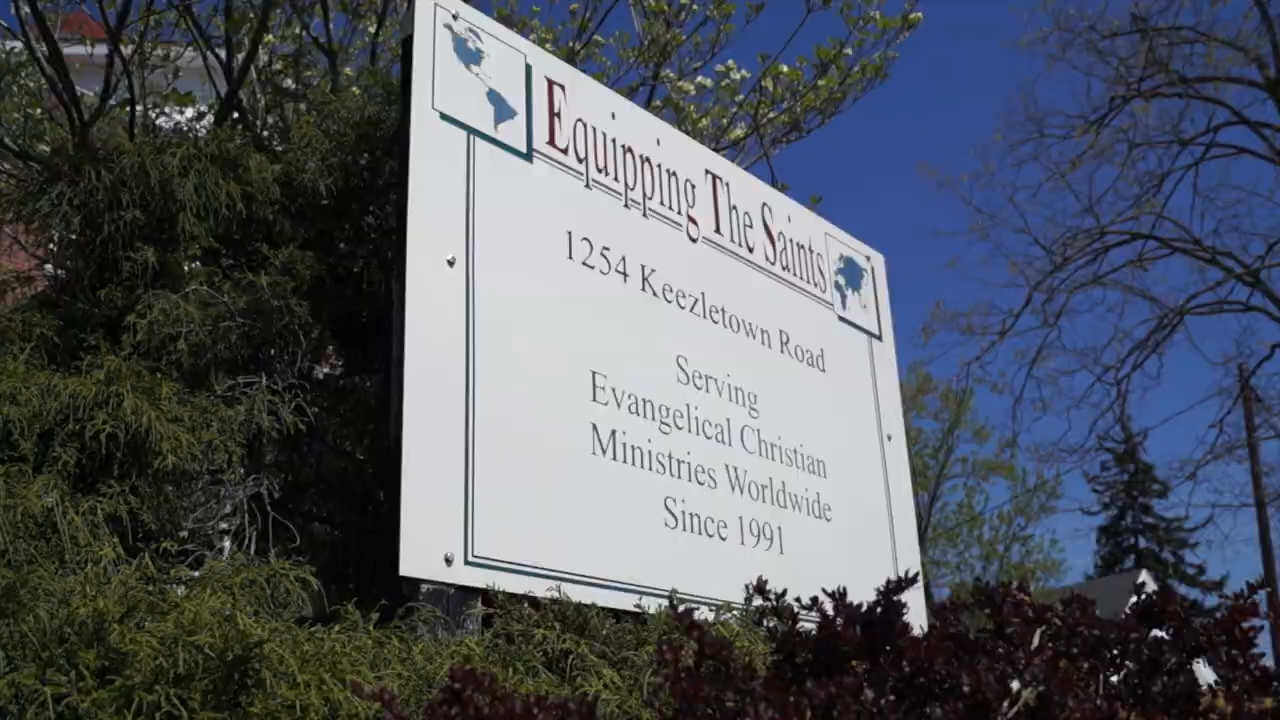 Equipping The Saints
1254 Keezletown Road
Serving
Evangelical Christian
Ministries Worldwide
Since 1991